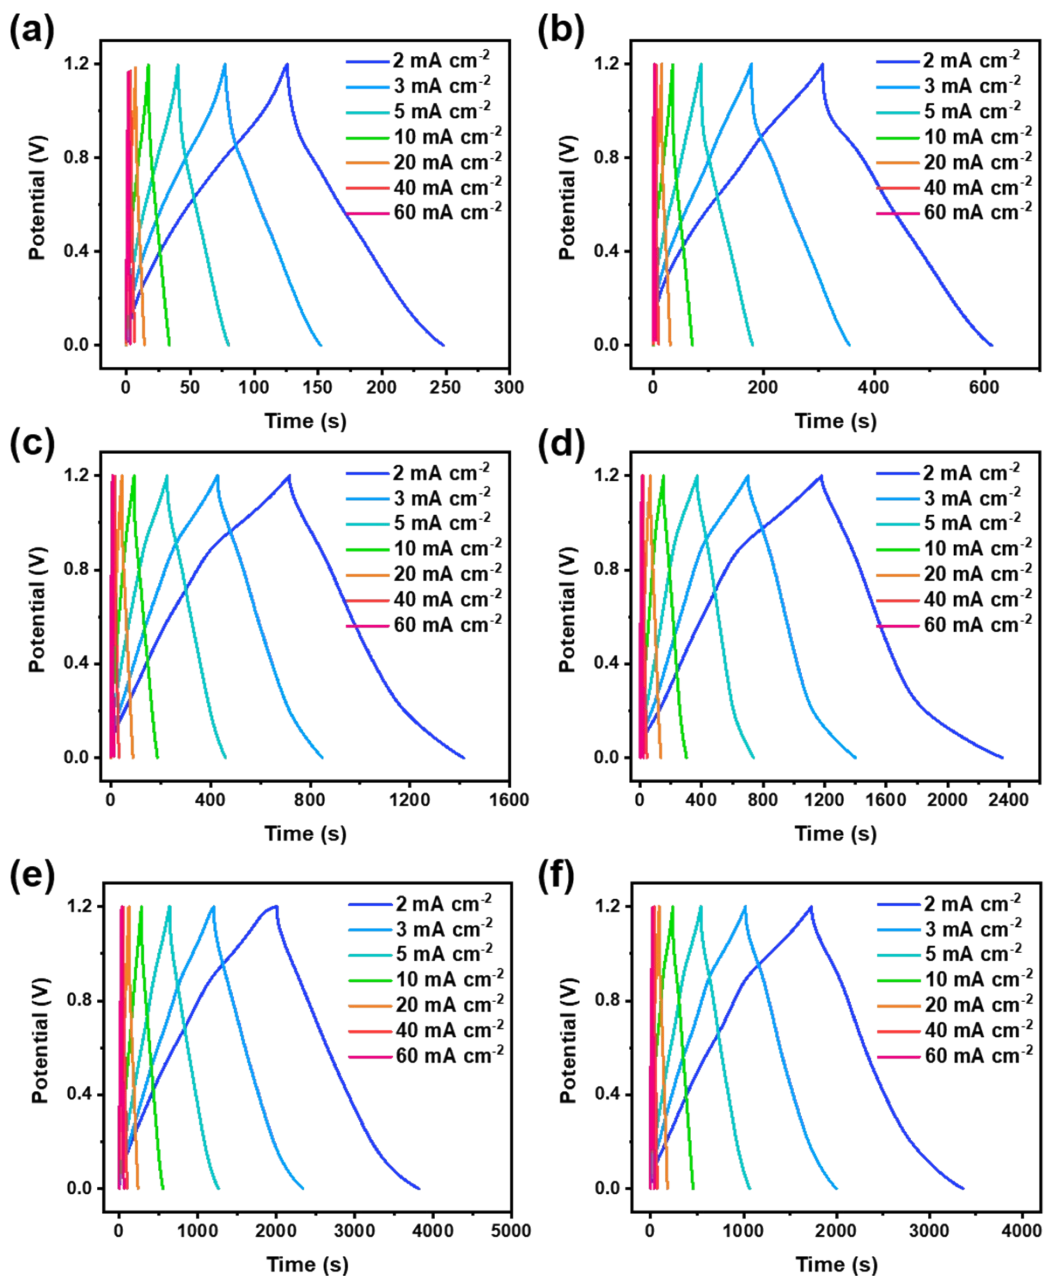 (a)
2 mA cm-2
3 mA cm-2
5 mA cm-2
10 mA cm-2
20 mA cm-2
40 mA cm-2
60 mA cm-2
Potential (V)
1.2
0.8
0.4
0.0
0 50 100 150 200 250 300
Time (s)
(b)
2 mA cm-2
3 mA cm-2
5 mA cm-2
10 mA cm-2
20 mA cm-2
40 mA cm-2
60 mA cm-2
Potential (V)
1.2
0.8
0.4
0.0
0 200 400 600
Time (s)
(c)
2 mA cm-2
3 mA cm-2
5 mA cm-2
10 mA cm-2
20 mA cm-2
40 mA cm-2
60 mA cm-2
Potential (V)
1.2
0.8
0.4
0.0
0 400 800 1200 1600
Time (s)
(d)
2 mA cm-2
3 mA cm-2
5 mA cm-2
10 mA cm-2
20 mA cm-2
40 mA cm-2
60 mA cm-2
Potential (V)
1.2
0.8
0.4
0.0
0 400 800 1200 1600 2000 2400
Time (s)
(e)
2 mA cm-2
3 mA cm-2
5 mA cm-2
10 mA cm-2
20 mA cm-2
40 mA cm-2
60 mA cm-2
Potential (V)
1.2
0.8
0.4
0.0
0 1000 2000 3000 4000 5000
Time (s)
(f)
2 mA cm-2
3 mA cm-2
5 mA cm-2
10 mA cm-2
20 mA cm-2
40 mA cm-2
60 mA cm-2
Potential (V)
1.2
0.8
0.4
0.0
0 1000 2000 3000 4000
Time (s)